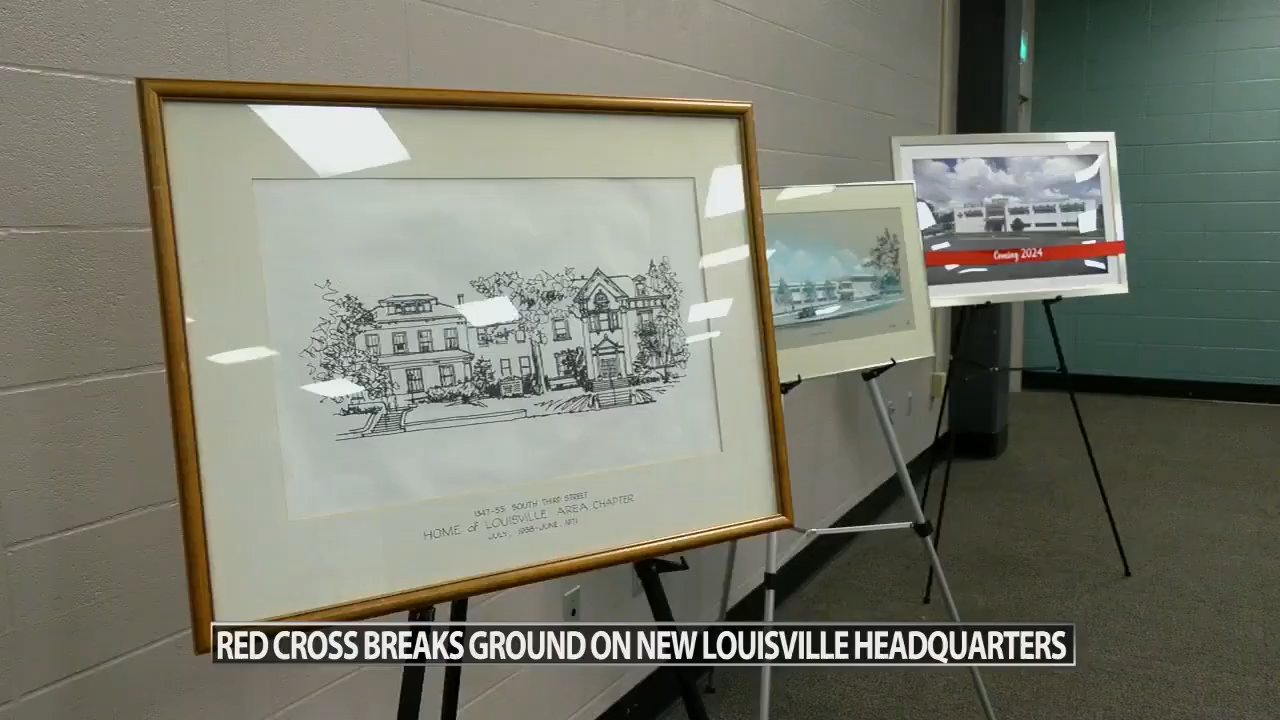 1347-55 SOUTH THIRD STREET
HOME of LOUISVILLE AREA CHAPTER
JULY, 1938-JUNE, 1971
Coming 2024
RED CROSS BREAKS GROUND ON NEW LOUISVILLE HEADQUARTERS